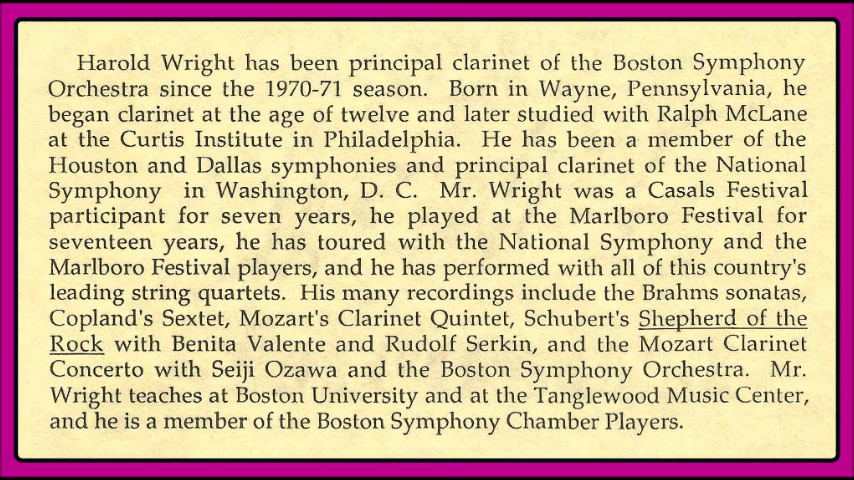 Harold Wright has been principal clarinet of the Boston Symphony
Orchestra since the 1970-71 season. Born in Wayne, Pennsylvania, he
began clarinet at the age of twelve and later studied with Ralph McLane
at the Curtis Institute in Philadelphia. He has been a member of the
Houston and Dallas symphonies and principal clarinet of the National
Symphony in Washington, D. C. Mr. Wright was a Casals Festival
participant for seven years, he played at the Marlboro Festival for
seventeen years, he has toured with the National Symphony and the
Marlboro Festival players, and he has performed with all of this country's
leading string quartets. His many recordings include the Brahms sonatas,
Copland's Sextet, Mozart's Clarinet Quintet, Schubert's Shepherd of the
Rock with Benita Valente and Rudolf Serkin, and the Mozart Clarinet
Concerto with Seiji Ozawa and the Boston Symphony Orchestra. Mr.
Wright teaches at Boston University and at the Tanglewood Music Center,
and he is a member of the Boston Symphony Chamber Players.